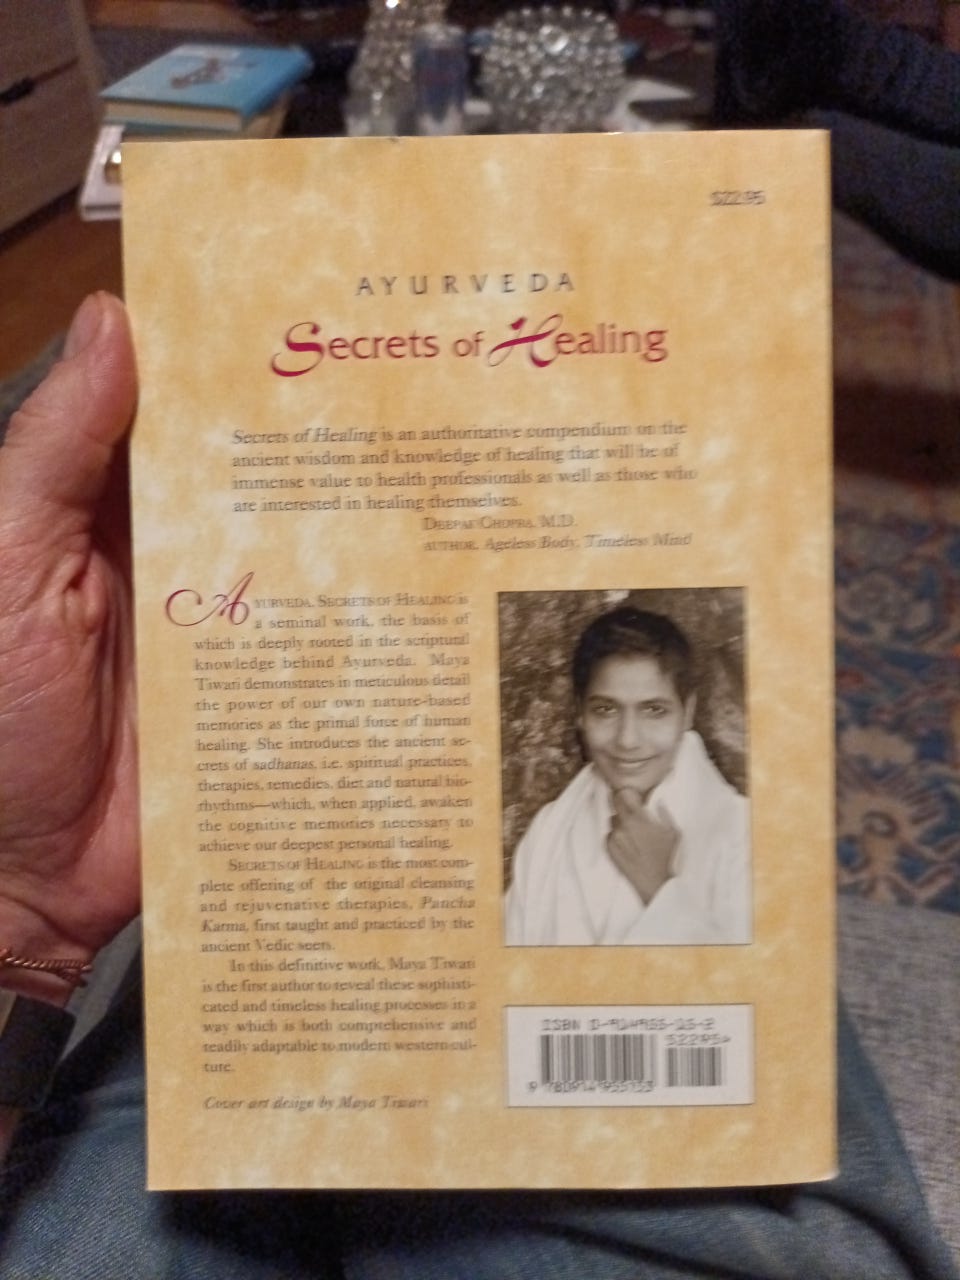 $22.95
AYURVEDA
Secrets of Healing
Secrets of Healing is an authoritative compendium on the
ancient wisdom and knowledge of healing that will be of
immense value to health professionals as well as those who
are interested in healing themselves.
DEEPAK CHOPRA, M.D.
AUTHOR, Ageless Body, Timeless Mind
AYURVEDA, SECRETS OF HEALING is
a seminal work, the basis of
which is deeply rooted in the scriptural
knowledge behind Ayurveda. Maya
Tiwari demonstrates in meticulous detail
the power of our own nature-based
memories as the primal force of human
healing. She introduces the ancient se-
crets of sadhanas, i.e. spiritual practices,
therapies, remedies, diet and natural bio-
rhythms—which, when applied, awaken
the cognitive memories necessary to
achieve our deepest personal healing.
SECRETS OF HEALING is the most com-
plete offering of the original cleansing
and rejuvenative therapies, Pancha
Karma, first taught and practiced by the
ancient Vedic seers.
In this definitive work, Maya Tiwari
is the first author to reveal these sophisti-
cated and timeless healing processes in a
way which is both comprehensive and
readily adaptable to modern western cul-
ture.
Cover art design by Maya Tiwari
ISBN 0-914955-15-2
52295>
9 780914 955153